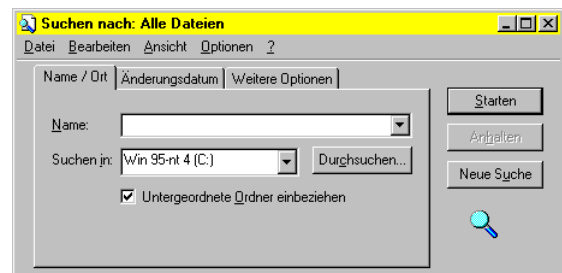 Suchen nach: Alle Dateien
Datei Bearbeiten Ansicht Optionen ?
Name / Ort Änderungsdatum Weitere Optionen
Starten
Name:
Anhalten
Suchen in: Win 95-nt 4 (C:) Durchsuchen...
Neue Suche
Untergeordnete Ordner einbeziehen